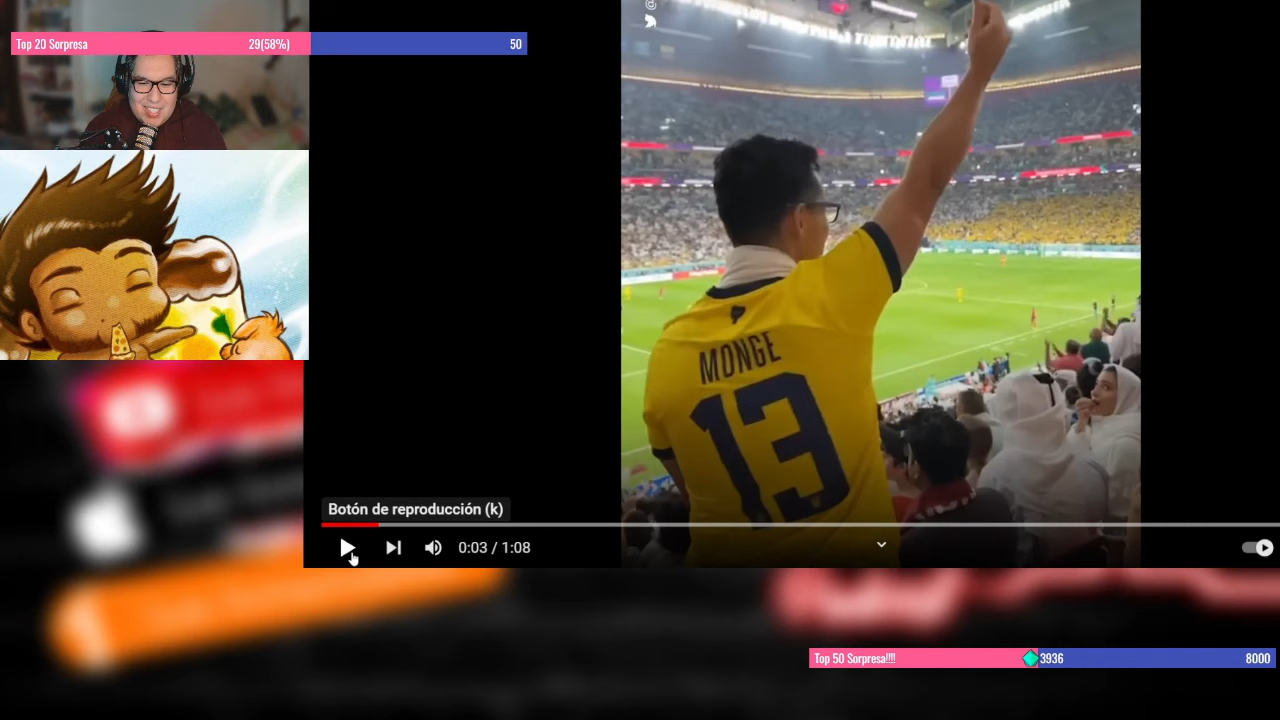 Top 20 Sorpresa 29(58%) 50
MONGE
13
Botón de reproducción (k)
0:03 / 1:08
Top 50 Sorpresa!!!! 3936 8000